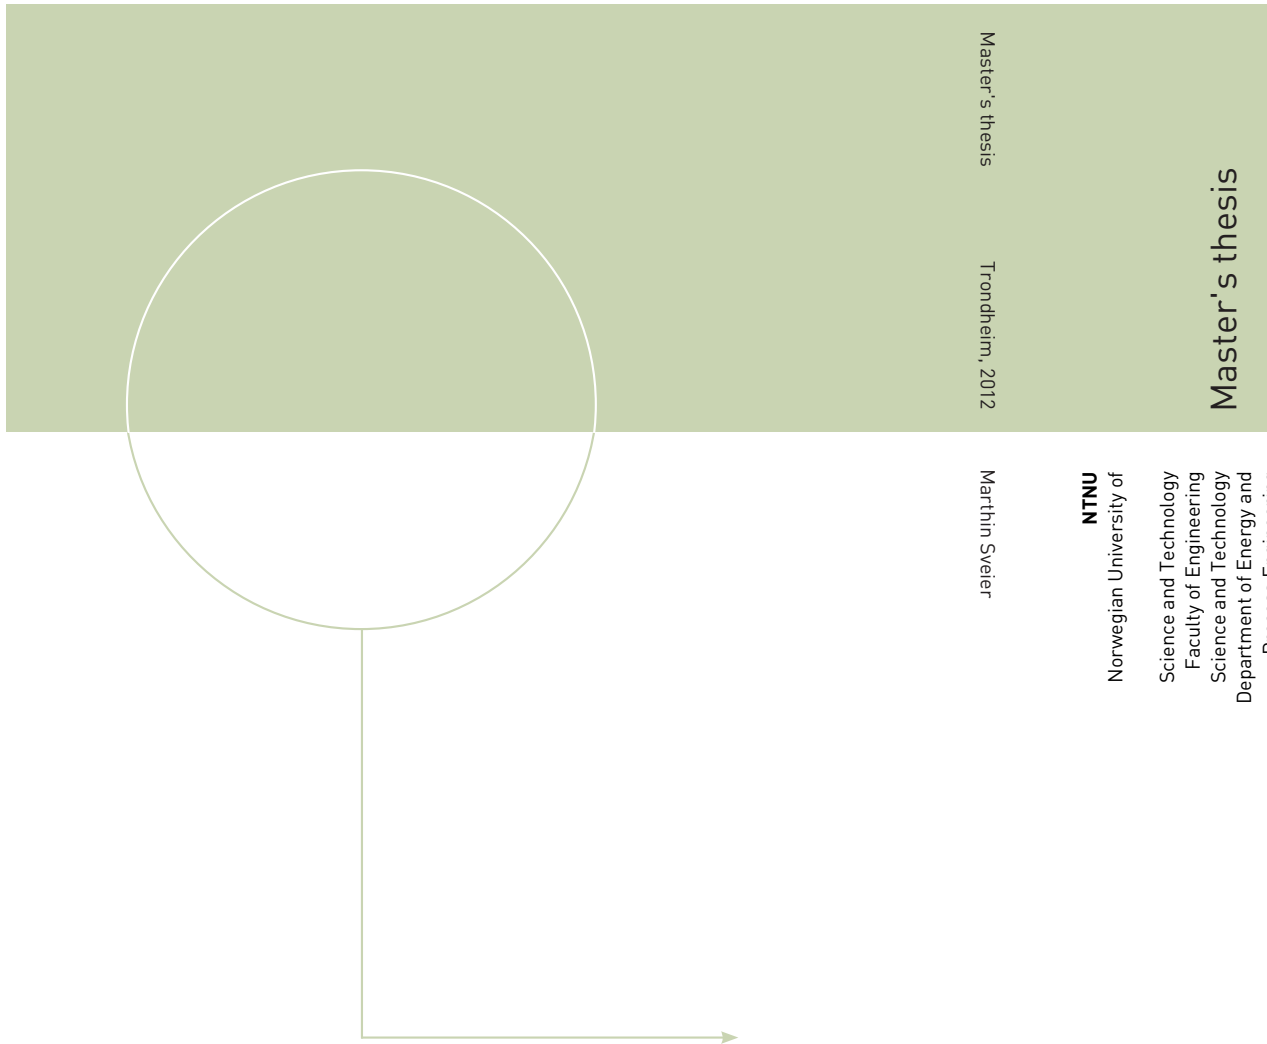 Master's thesis
Trondheim, 2012
Marthin Sveier
Master's thesis
NTNU
Norwegian University of
Science and Technology
Faculty of Engineering
Science and Technology
Department of Energy and